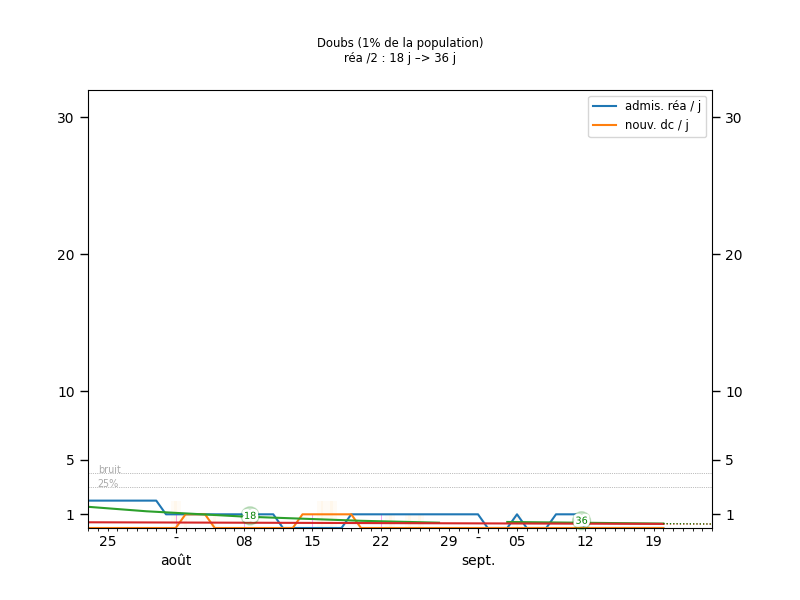 Doubs (1% de la population)
réa /2 : 18 j –> 36 j
admis. réa / j
nouv. dc / j
30 30
20 20
10 10
5 5
bruit
25%
1 1
18
36
25 - 08 15 22 29 - 05 12 19
août sept.